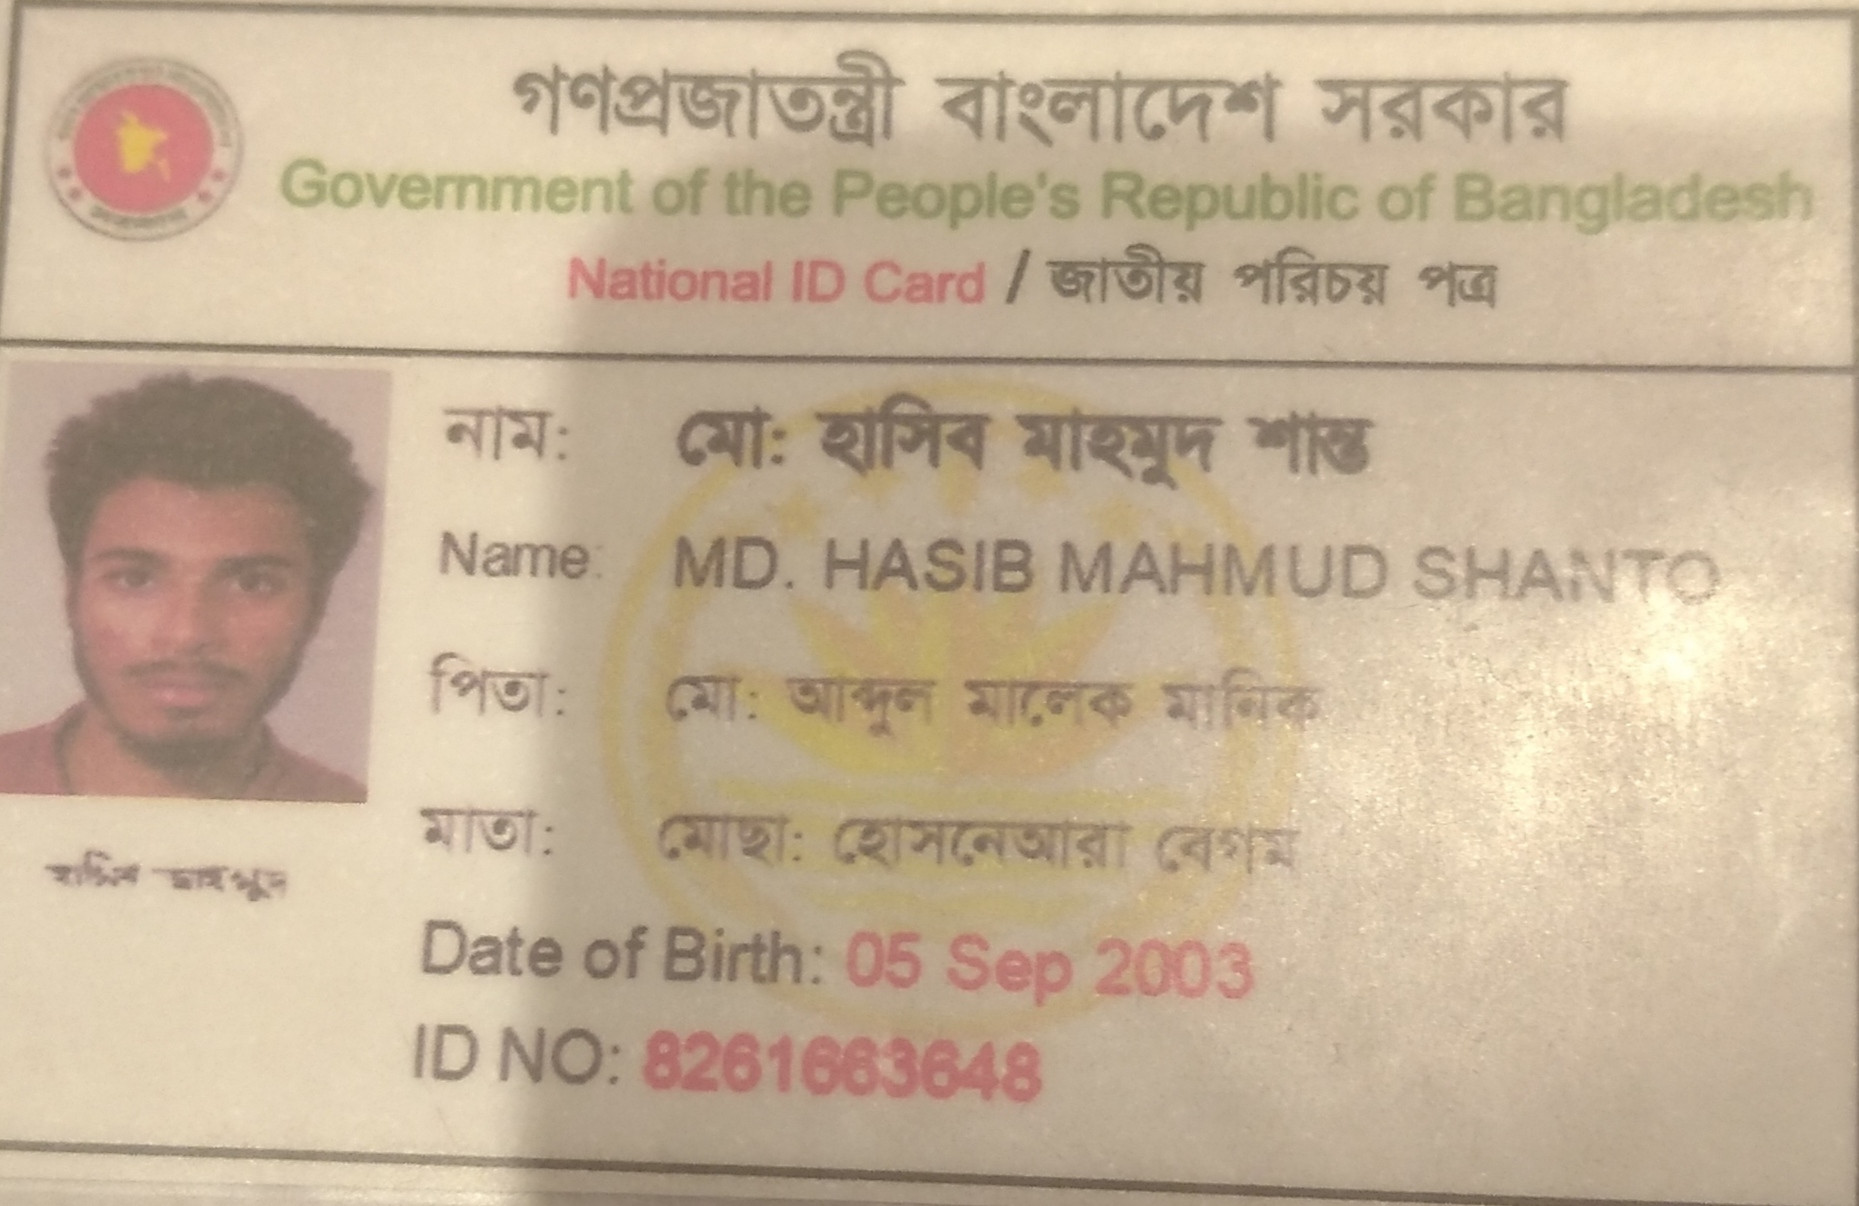 গণপ্রজাতন্ত্রী বাংলাদেশ সরকার
Government of the People's Republic of Bangladesh
National ID Card / জাতীয় পরিচয় পত্র
নাম: মো: হাসিব মাহমুদ শান্ত
Name: MD. HASIB MAHMUD SHANTO
পিতা: মো: আব্দুল মালেক মানিক
মাতা: মোছা: হোসনেআরা বেগম
হাসিব মাহমুদ
Date of Birth: 05 Sep 2003
ID NO: 8261663648